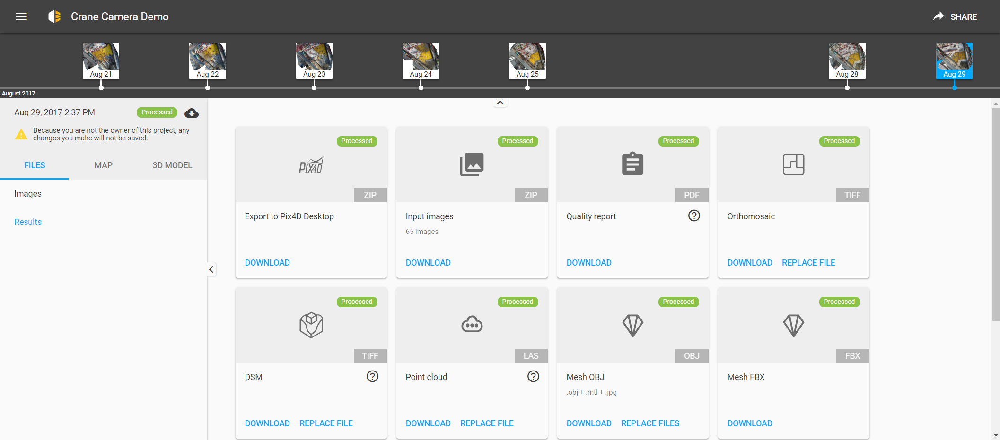 Crane Camera Demo
SHARE
Aug 21
Aug 22
Aug 23
Aug 24
Aug 25
Aug 28
Aug 29
August 2017
Aug 29, 2017 2:37 PM
Processed
Because you are not the owner of this project, any
changes you make will not be saved.
FILES
MAP
3D MODEL
Images
Results
Processed
PIX4D
ZIP
Export to Pix4D Desktop
DOWNLOAD
Processed
ZIP
Input images
65 images
DOWNLOAD
Processed
PDF
Quality report
DOWNLOAD
Processed
TIFF
Orthomosaic
DOWNLOAD REPLACE FILE
Processed
TIFF
DSM
DOWNLOAD REPLACE FILE
Processed
LAS
Point cloud
DOWNLOAD REPLACE FILE
Processed
OBJ
Mesh OBJ
.obj + .mtl + .jpg
DOWNLOAD REPLACE FILES
Processed
FBX
Mesh FBX
DOWNLOAD